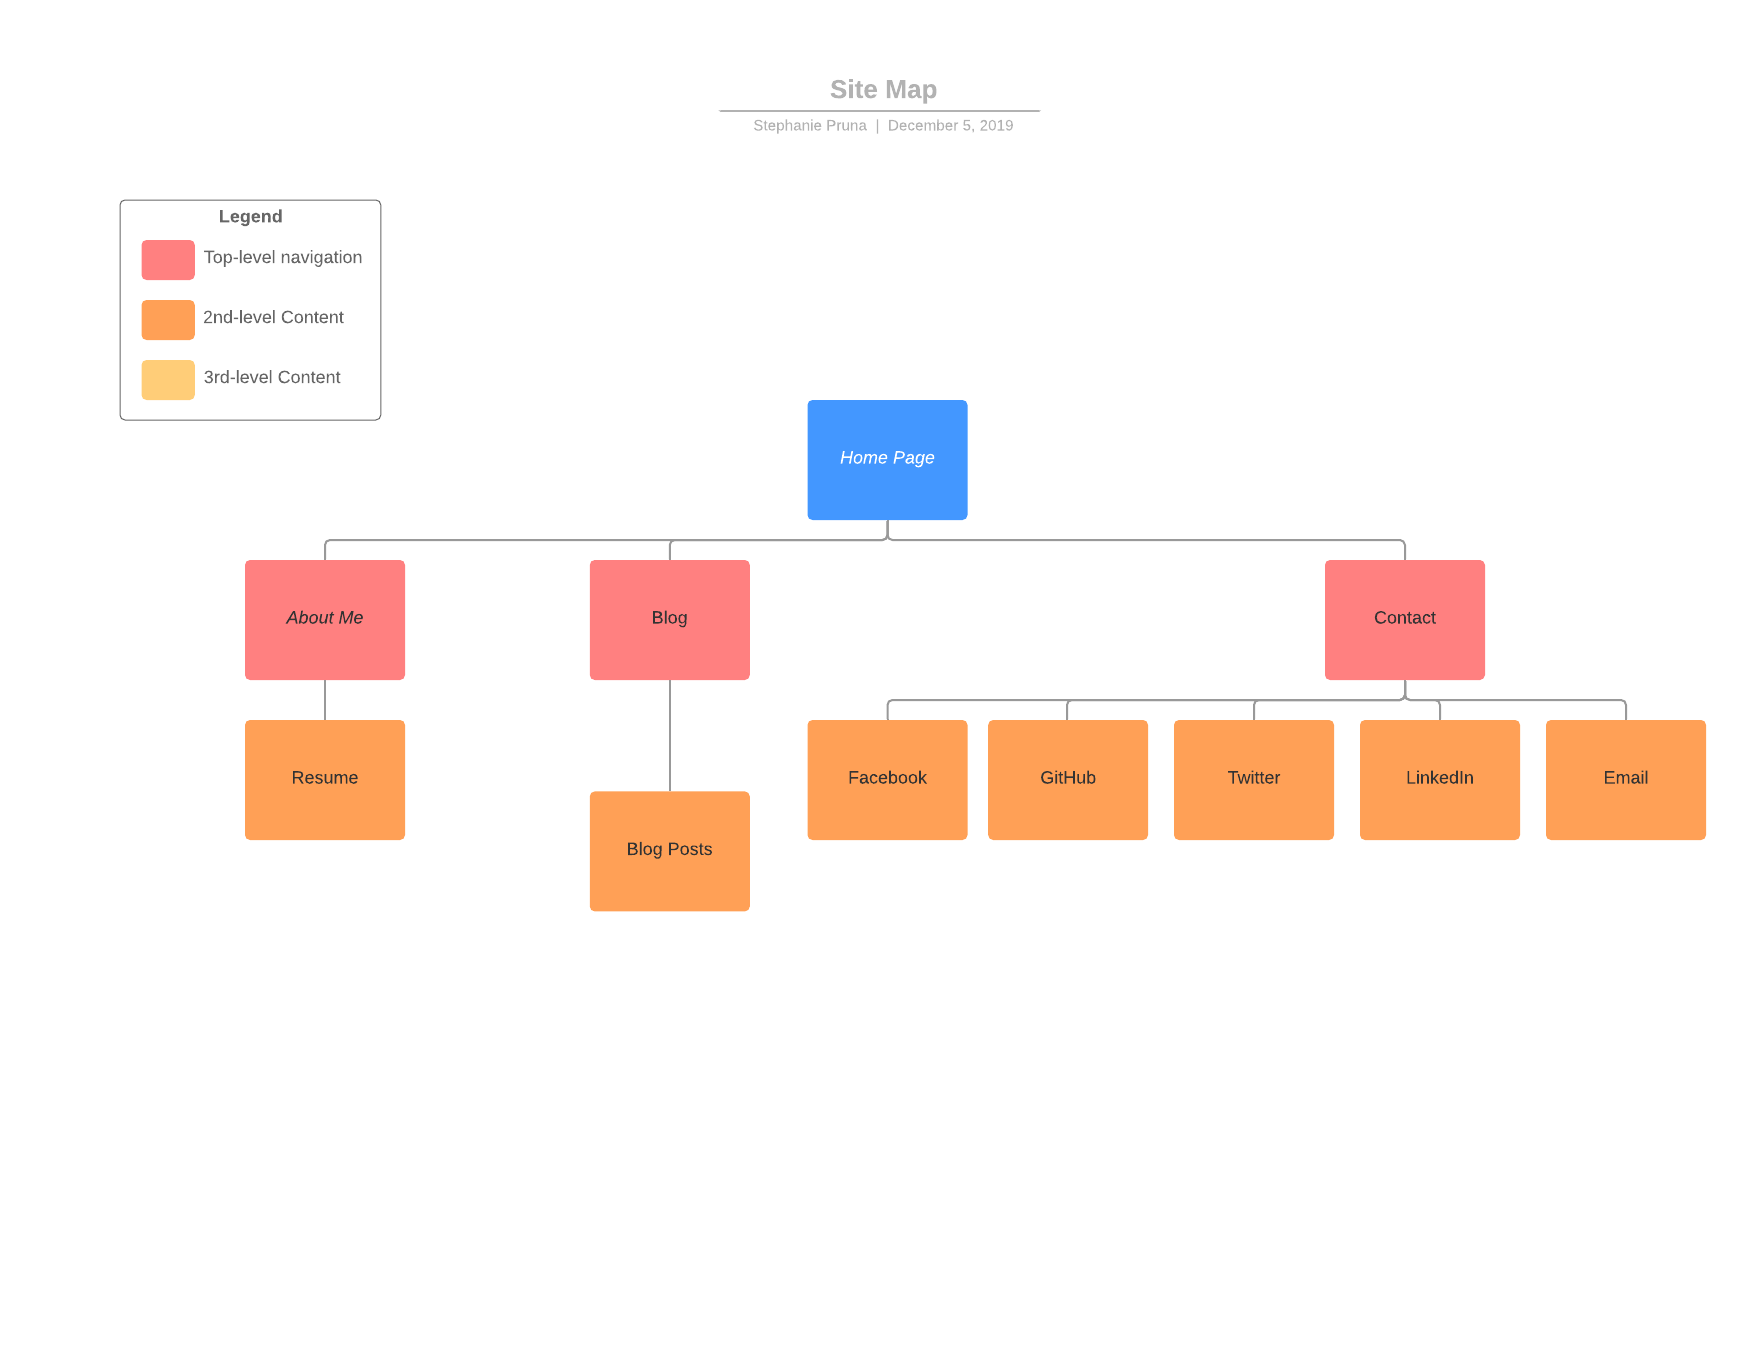 Site Map
Stephanie Pruna | December 5, 2019
Legend
Top-level navigation
2nd-level Content
3rd-level Content
Home Page
About Me
Blog
Contact
Resume
Facebook
GitHub
Twitter
LinkedIn
Email
Blog Posts